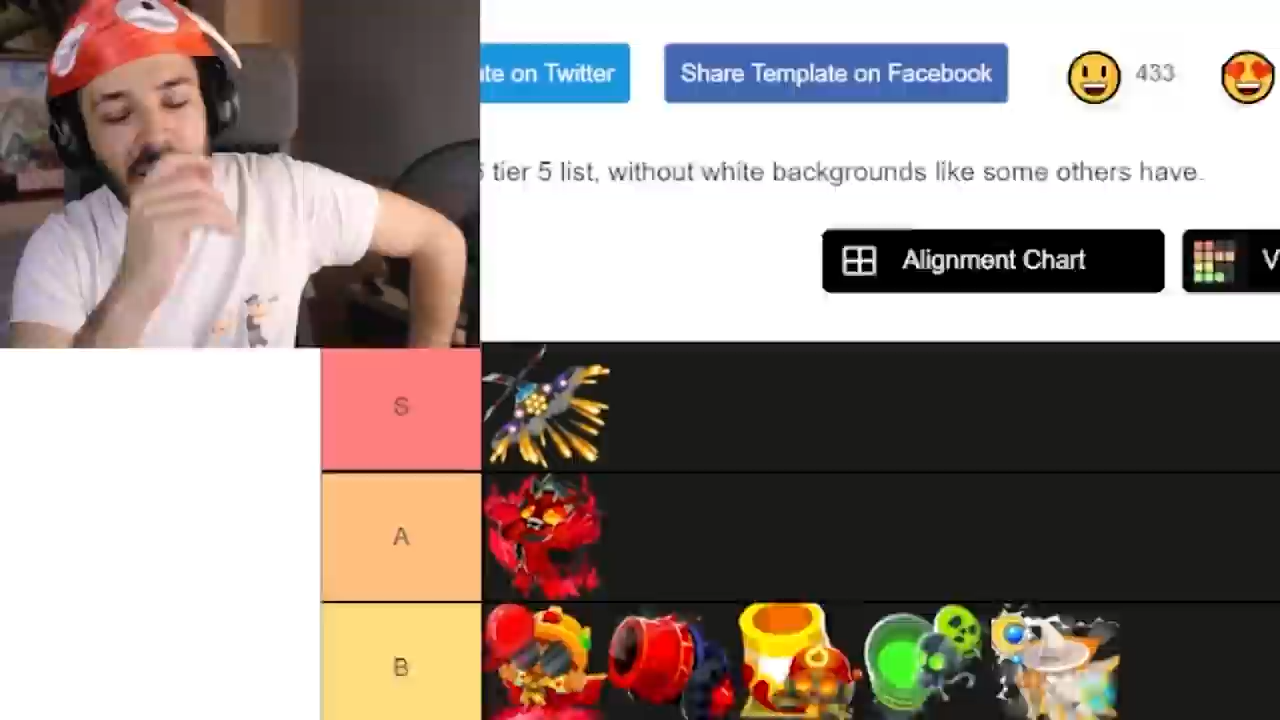 te on Twitter
Share Template on Facebook
433
tier 5 list, without white backgrounds like some others have.
Alignment Chart
V
S
A
B